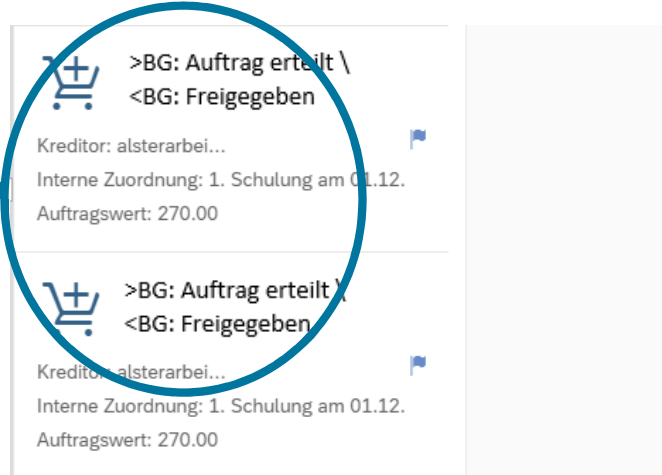 >BG: Auftrag erteilt \
<BG: Freigegeben
Kreditor: alsterarbei...
Interne Zuordnung: 1. Schulung am 01.12.
Auftragswert: 270.00
>BG: Auftrag erteilt \
<BG: Freigegeben
Kreditor: alsterarbei...
Interne Zuordnung: 1. Schulung am 01.12.
Auftragswert: 270.00